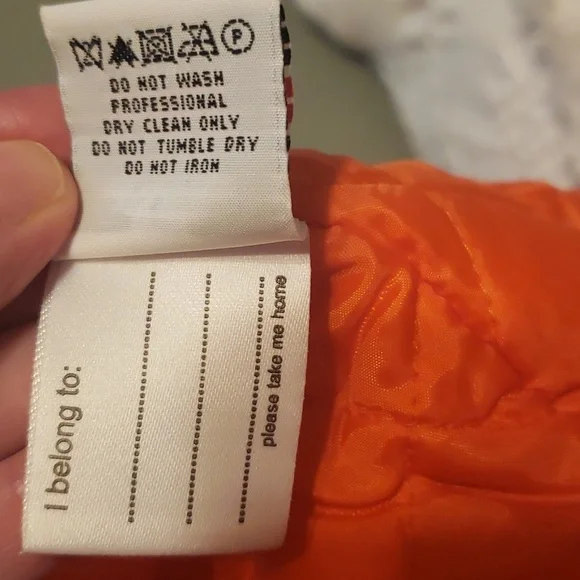 P
DO NOT WASH
PROFESSIONAL
DRY CLEAN ONLY
DO NOT TUMBLE DRY
DO NOT IRON
I belong to:
please take me home